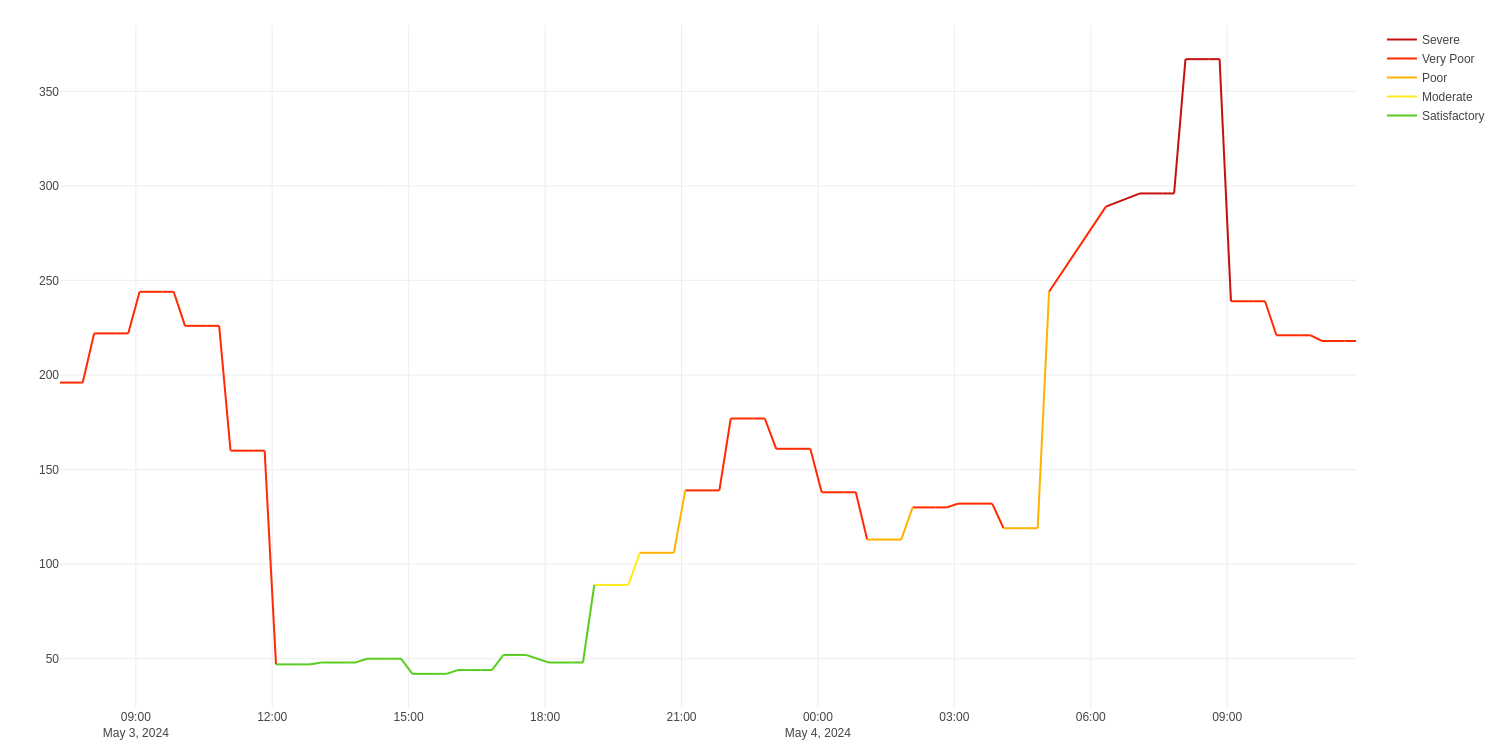 350
300
250
200
150
100
50
09:00
May 3, 2024
12:00
15:00
18:00
21:00
00:00
May 4, 2024
03:00
06:00
09:00
Severe
Very Poor
Poor
Moderate
Satisfactory